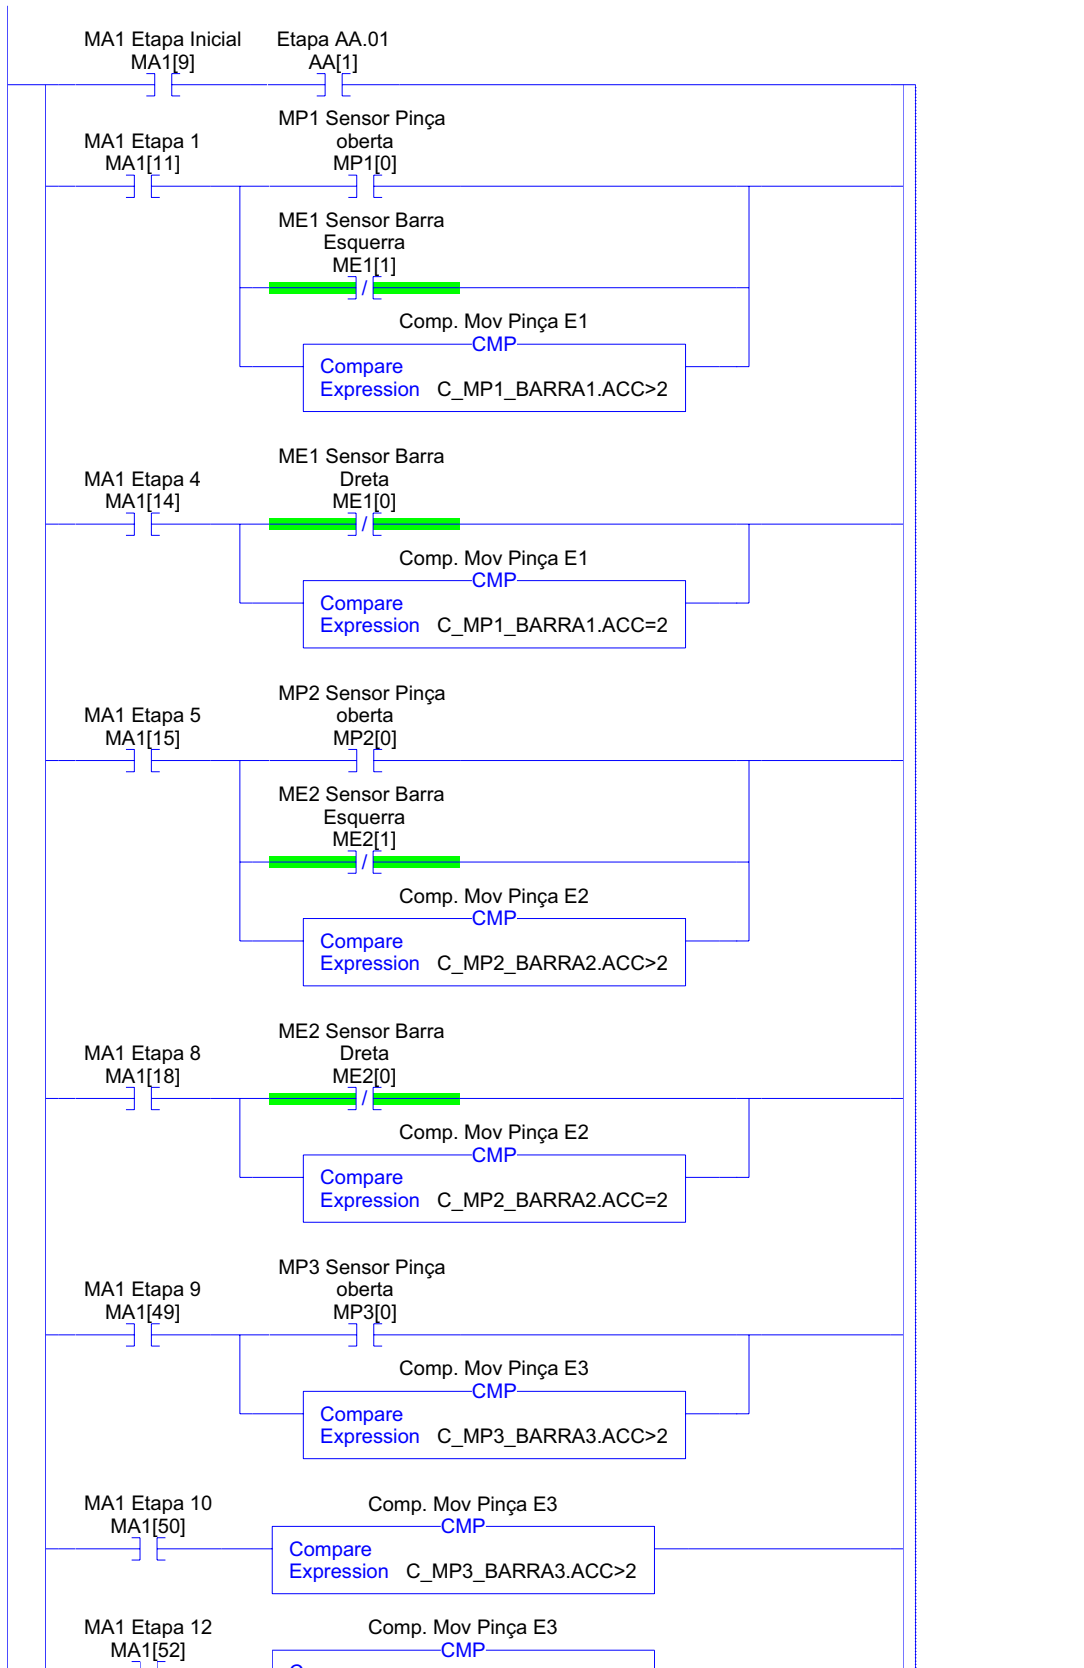 MA1 Etapa Inicial
MA1[9]
Etapa AA.01
AA[1]
MA1 Etapa 1
MA1[11]
MP1 Sensor Pinça
oberta
MP1[0]
ME1 Sensor Barra
Esquerra
ME1[1]
/
Comp. Mov Pinça E1
CMP
Compare
Expression C_MP1_BARRA1.ACC>2
MA1 Etapa 4
MA1[14]
ME1 Sensor Barra
Dreta
ME1[0]
/
Comp. Mov Pinça E1
CMP
Compare
Expression C_MP1_BARRA1.ACC=2
MA1 Etapa 5
MA1[15]
MP2 Sensor Pinça
oberta
MP2[0]
ME2 Sensor Barra
Esquerra
ME2[1]
/
Comp. Mov Pinça E2
CMP
Compare
Expression C_MP2_BARRA2.ACC>2
MA1 Etapa 8
MA1[18]
ME2 Sensor Barra
Dreta
ME2[0]
/
Comp. Mov Pinça E2
CMP
Compare
Expression C_MP2_BARRA2.ACC=2
MA1 Etapa 9
MA1[49]
MP3 Sensor Pinça
oberta
MP3[0]
Comp. Mov Pinça E3
CMP
Compare
Expression C_MP3_BARRA3.ACC>2
MA1 Etapa 10
MA1[50]
Comp. Mov Pinça E3
CMP
Compare
Expression C_MP3_BARRA3.ACC>2
MA1 Etapa 12
MA1[52]
Comp. Mov Pinça E3
CMP